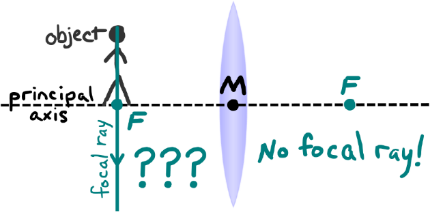 object
M
F
principal
axis
F
focal ray
???
No focal ray!